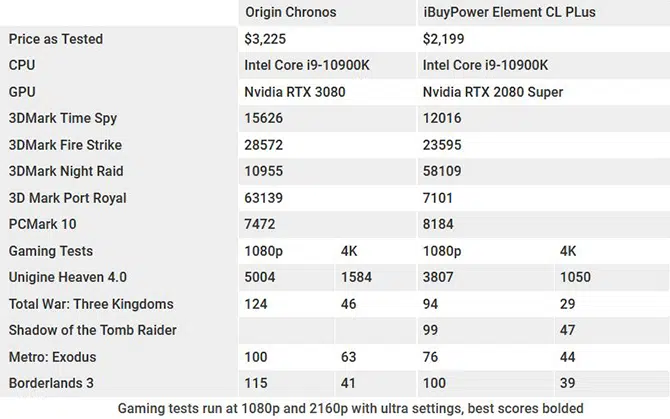 Origin Chronos iBuyPower Element CL PLus
Price as Tested $3,225 $2,199
CPU Intel Core i9-10900K Intel Core i9-10900K
GPU Nvidia RTX 3080 Nvidia RTX 2080 Super
3DMark Time Spy 15626 12016
3DMark Fire Strike 28572 23595
3DMark Night Raid 10955 58109
3D Mark Port Royal 63139 7101
PCMark 10 7472 8184
Gaming Tests 1080p 4K 1080p 4K
Unigine Heaven 4.0 5004 1584 3807 1050
Total War: Three Kingdoms 124 46 94 29
Shadow of the Tomb Raider 99 47
Metro: Exodus 100 63 76 44
Borderlands 3 115 41 100 39
Gaming tests run at 1080p and 2160p with ultra settings, best scores bolded